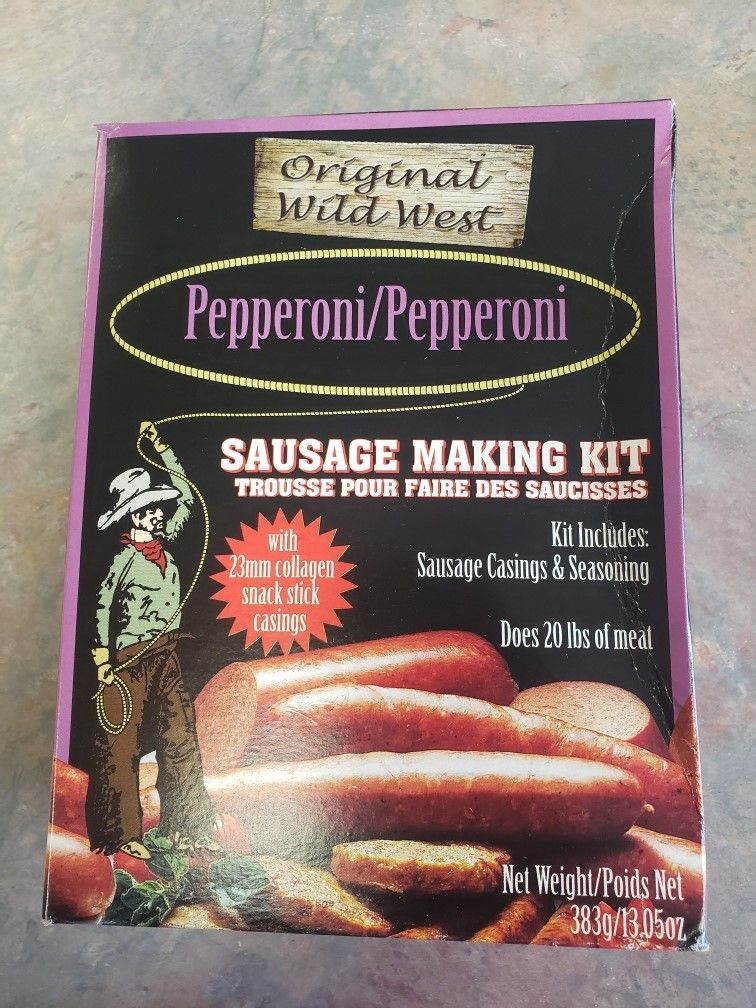 Original
Wild West
Pepperoni/Pepperoni
SAUSAGE MAKING KIT
TROUSSE POUR FAIRE DES SAUCISSES
with
23mm collagen
snack stick
casings
Kit Includes:
Sausage Casings & Seasoning
Does 20 lbs of meat
Net Weight/Poids Net
383g/13.05oz